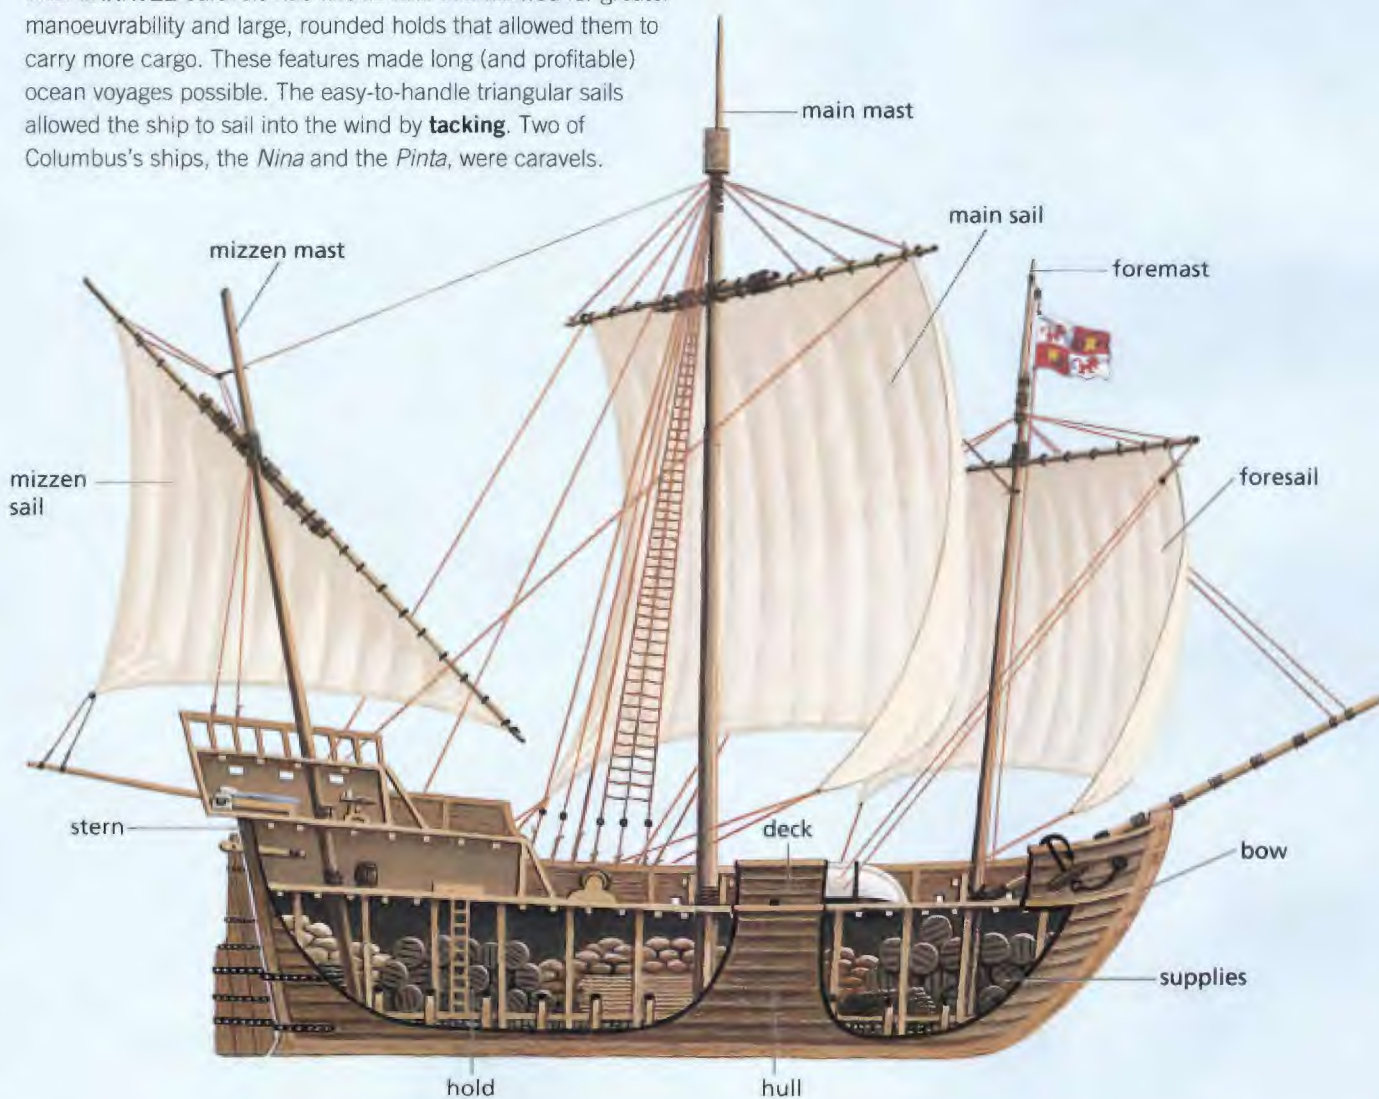 manoeuvrability and large, rounded holds that allowed them to
carry more cargo. These features made long (and profitable)
ocean voyages possible. The easy-to-handle triangular sails
allowed the ship to sail into the wind by tacking. Two of
Columbus's ships, the Nina and the Pinta, were caravels.
main mast
main sail
mizzen mast
foremast
mizzen
sail
foresail
stern
deck
bow
supplies
hold
hull